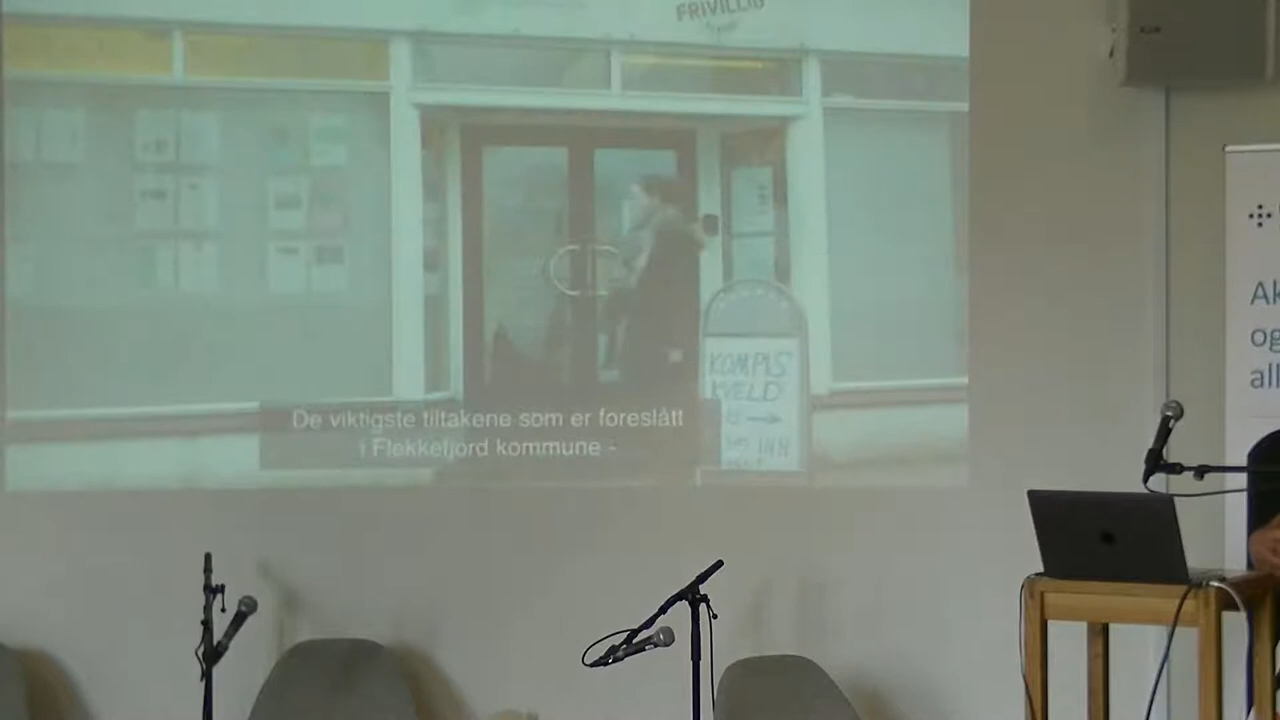 FRIVILLIG
KOMPIS
KVELD
De viktigste tiltakene som er foreslått
i Flekkefjord kommune -
Ak
og
all